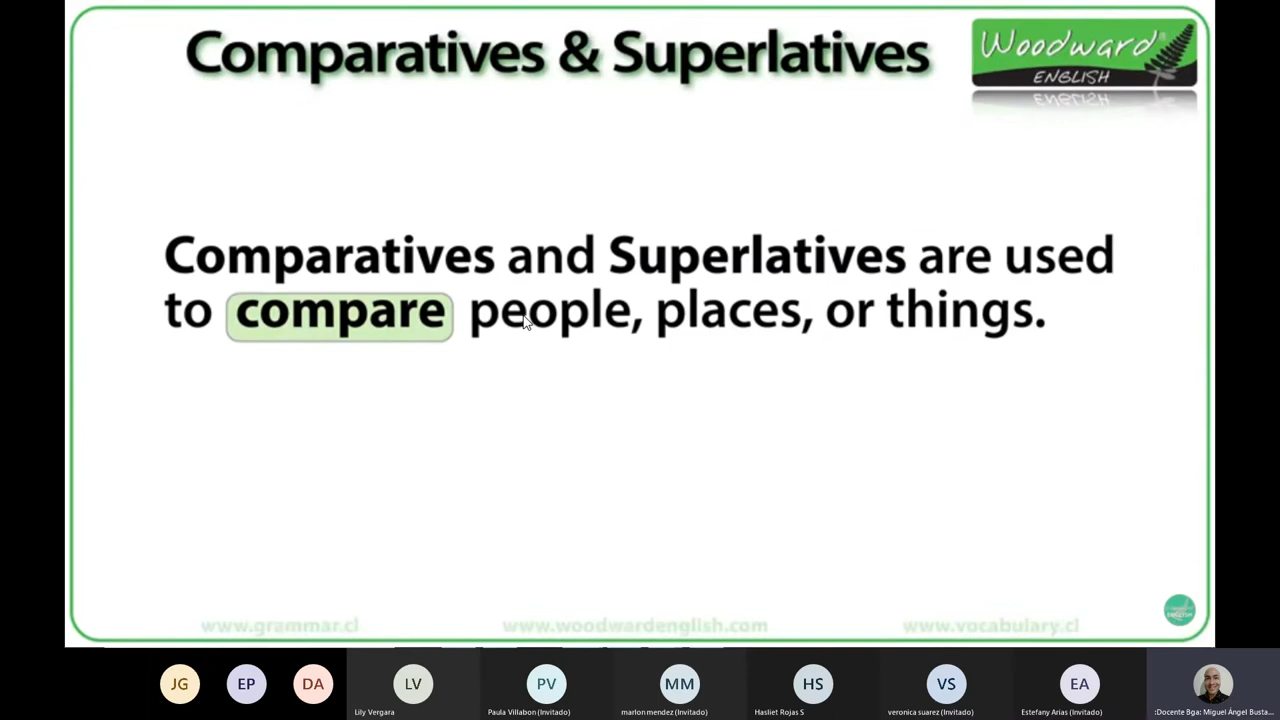 Comparatives & Superlatives
Woodward®
ENGLISH
Comparatives and Superlatives are used
to compare people, places, or things.
ENGLISH
www.grammar.cl
www.woodwardenglish.com
www.vocabulary.cl
JG
EP
DA
LV
PV
MM
HS
VS
EA
Lily Vergara
Paula Villabon (Invitado)
marlon mendez (Invitado)
Hasliet Rojas S
veronica suarez (Invitado)
Estefany Arias (Invitado)
:Docente Bga: Miguel Ángel Busta...